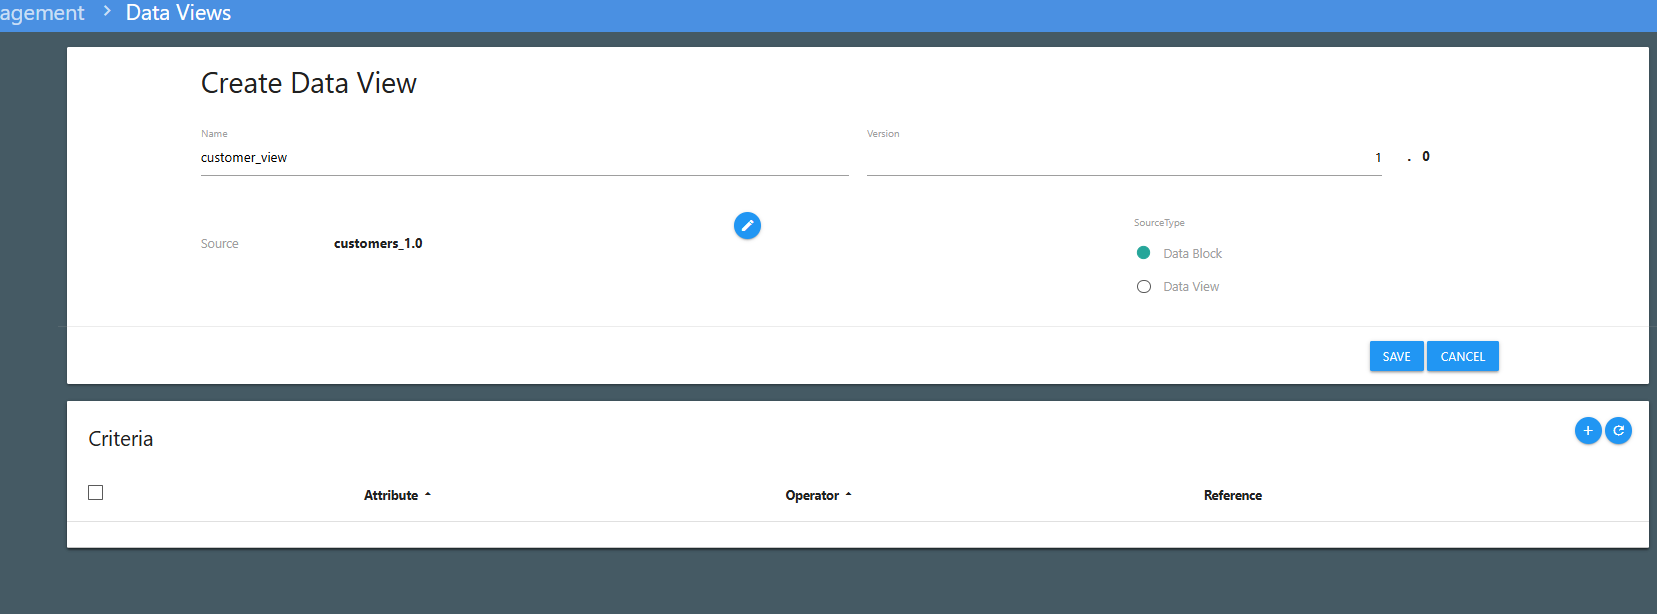 agement > Data Views
Create Data View
Name
customer_view
Version
1 . 0
Source customers_1.0
SourceType
Data Block
Data View
SAVE CANCEL
Criteria
Attribute Operator Reference